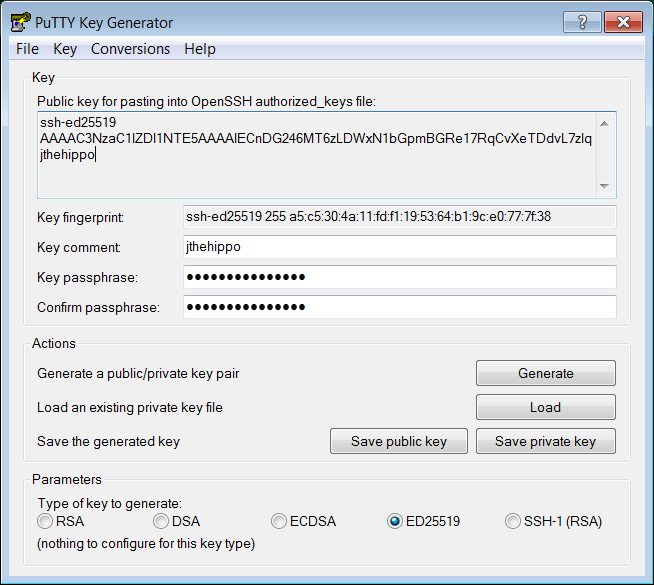 PuTTY Key Generator
?
File Key Conversions Help
Key
Public key for pasting into OpenSSH authorized_keys file:
ssh-ed25519
AAAAC3NzaC1lZDI1NTE5AAAAIECnDG246MT6zLDWxN1bGpmBGRe17RqCvXeTDdvL7zlq
jthehippo
Key fingerprint: ssh-ed25519 255 a5:c5:30:4a:11:fd:f1:19:53:64:b1:9c:e0:77:7f:38
Key comment: jthehippo
Key passphrase: ●●●●●●●●●●●●●●●
Confirm passphrase: ●●●●●●●●●●●●●●●
Actions
Generate a public/private key pair Generate
Load an existing private key file Load
Save the generated key Save public key Save private key
Parameters
Type of key to generate:
RSA DSA ECDSA ED25519 SSH-1 (RSA)
(nothing to configure for this key type)